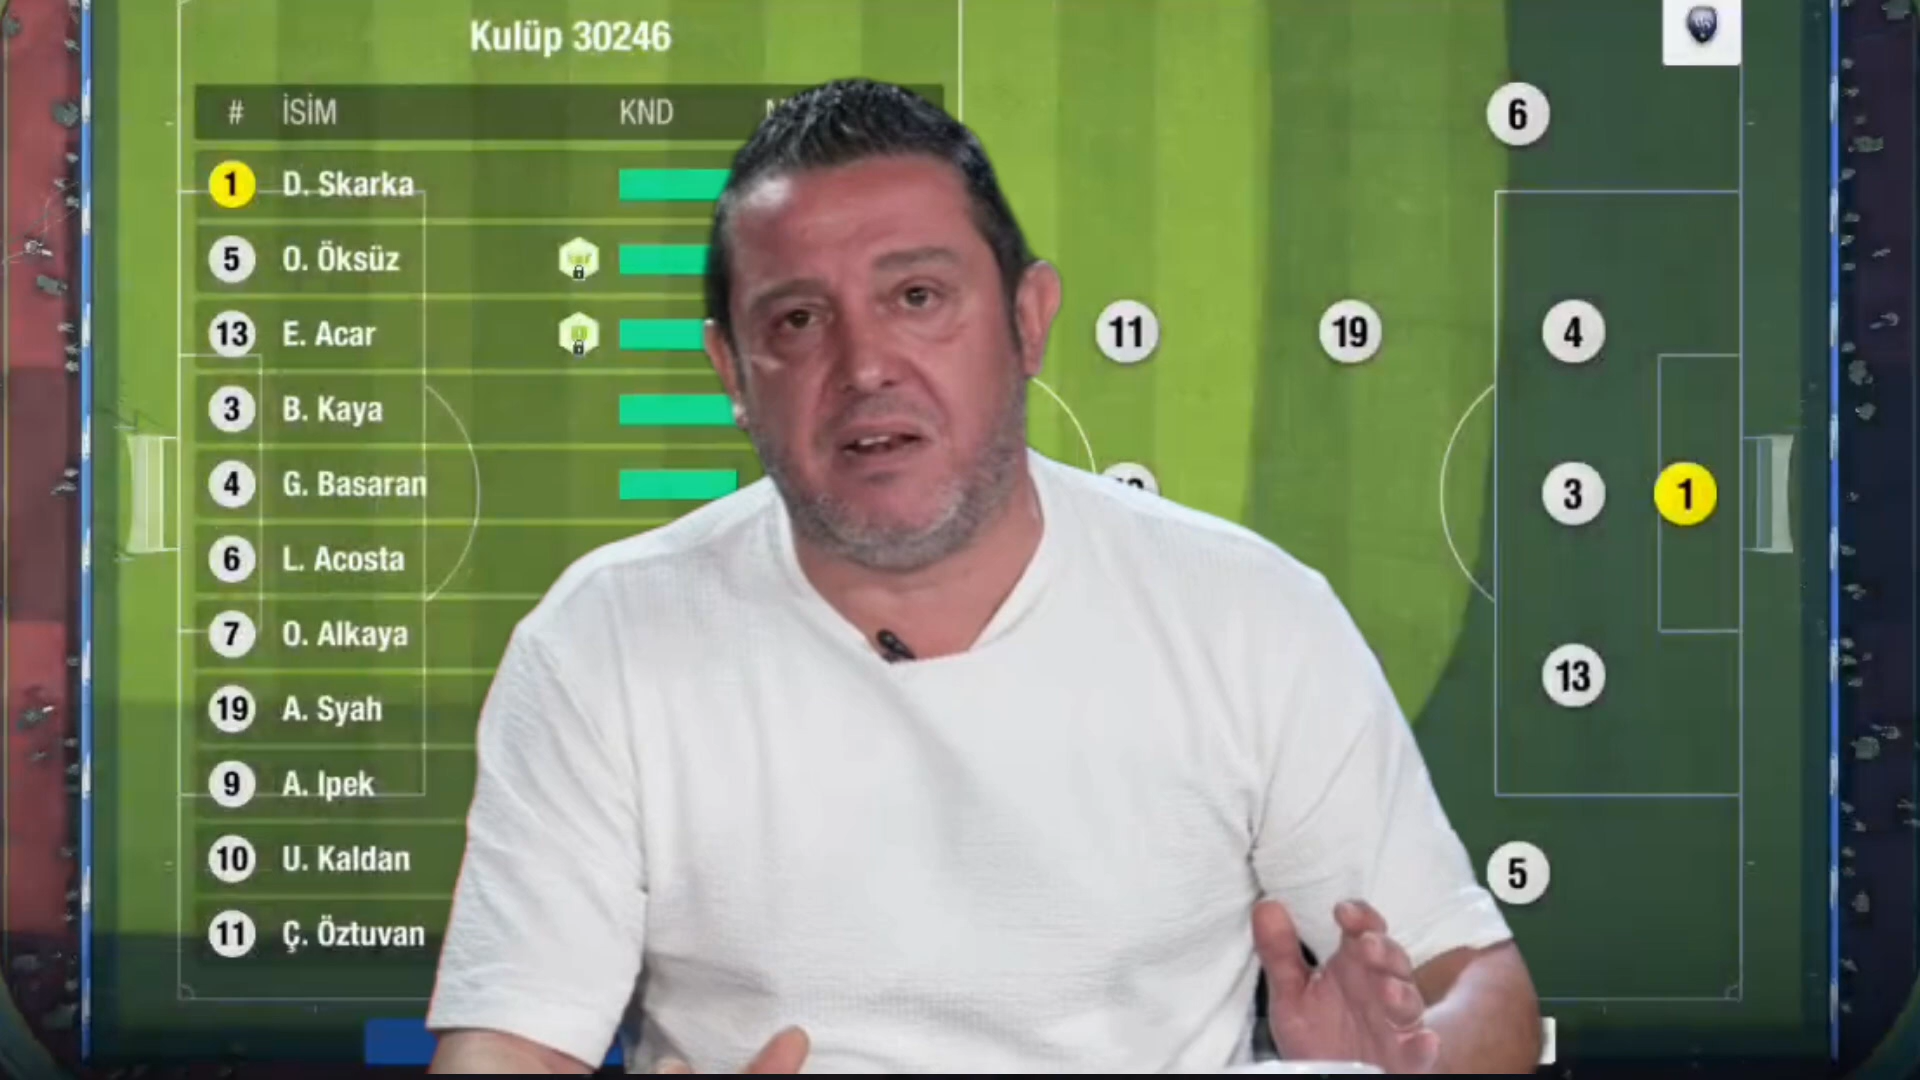 Kulüp 30246
# İSİM KND
1 D. Skarka
5 O. Öksüz
13 E. Acar
3 B. Kaya
4 G. Basaran
6 L. Acosta
7 O. Alkaya
19 A. Syah
9 A. Ipek
10 U. Kaldan
11 Ç. Öztuvan
6
11 19 4
3 1
13
5